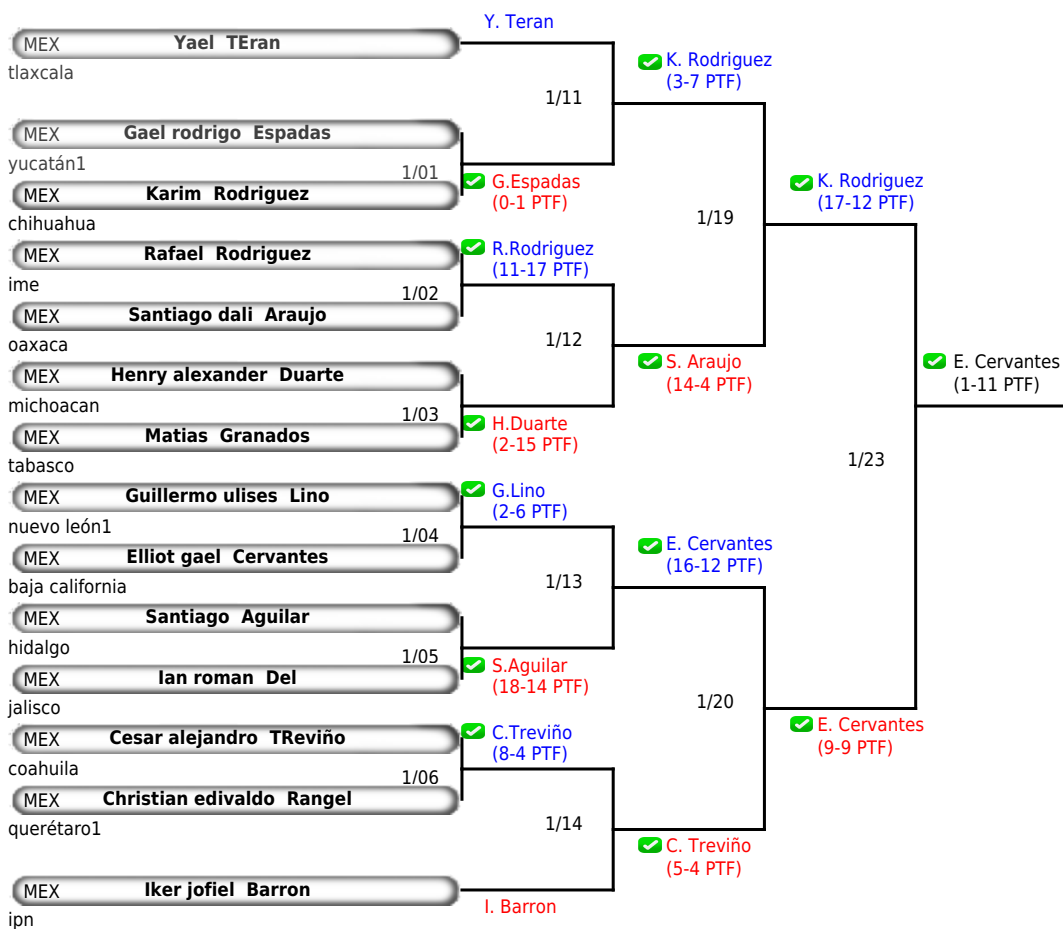 Y. Teran
MEX Yael TEran
tlaxcala
K. Rodriguez
(3-7 PTF)
1/11
MEX Gael rodrigo Espadas
yucatán1
1/01
G.Espadas
(0-1 PTF)
MEX Karim Rodriguez
chihuahua
K. Rodriguez
(17-12 PTF)
1/19
MEX Rafael Rodriguez
ime
R.Rodriguez
(11-17 PTF)
1/02
MEX Santiago dali Araujo
oaxaca
1/12
S. Araujo
(14-4 PTF)
E. Cervantes
(1-11 PTF)
MEX Henry alexander Duarte
michoacan
1/03
H.Duarte
(2-15 PTF)
MEX Matias Granados
tabasco
1/23
MEX Guillermo ulises Lino
nuevo león1
G.Lino
(2-6 PTF)
1/04
MEX Elliot gael Cervantes
baja california
E. Cervantes
(16-12 PTF)
1/13
MEX Santiago Aguilar
hidalgo
1/05
S.Aguilar
(18-14 PTF)
MEX Ian roman Del
jalisco
1/20
E. Cervantes
(9-9 PTF)
MEX Cesar alejandro TReviño
coahuila
C.Treviño
(8-4 PTF)
1/06
MEX Christian edivaldo Rangel
querétaro1
1/14
C. Treviño
(5-4 PTF)
MEX Iker jofiel Barron
ipn
I. Barron